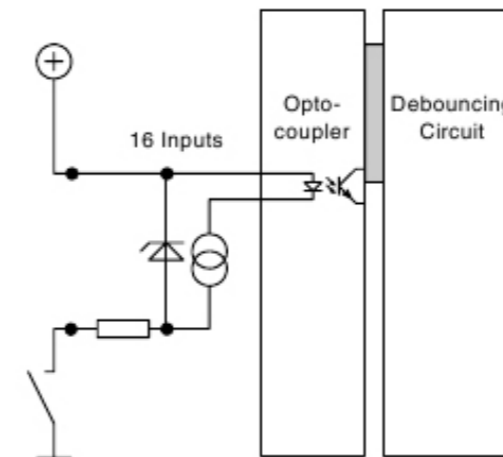 16 Inputs
Opto-
coupler
Debouncing
Circuit